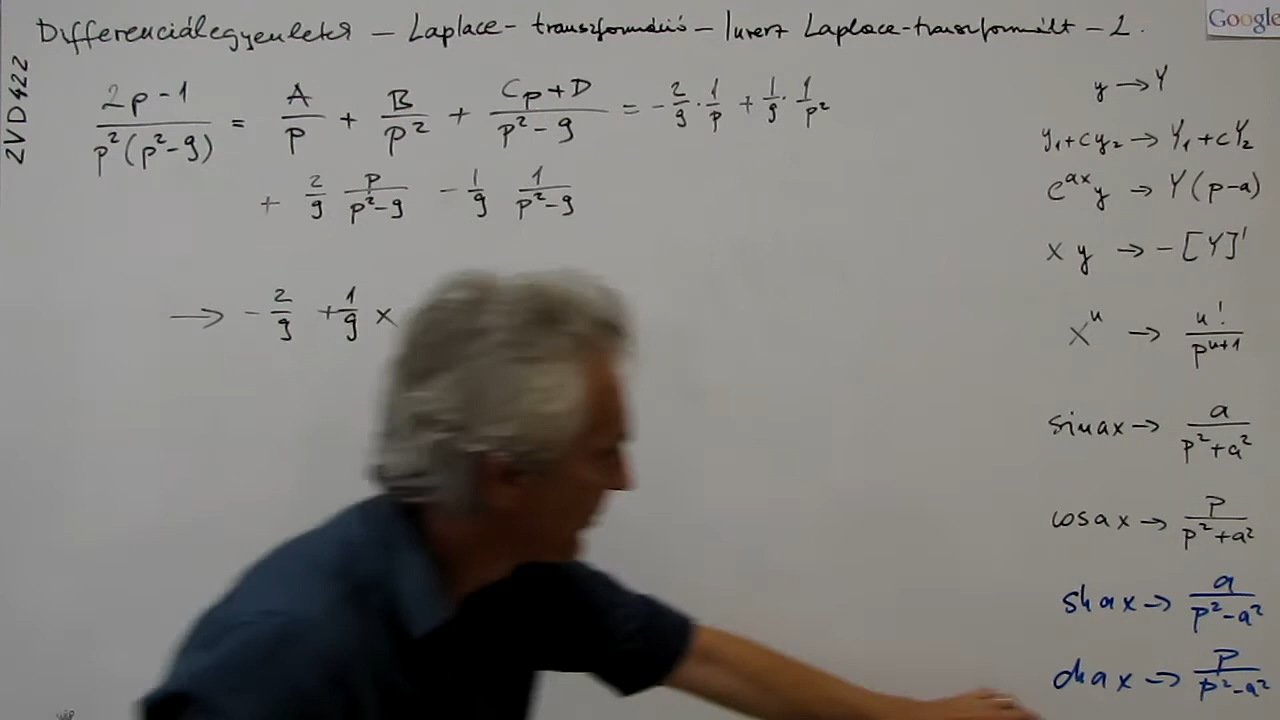 Differenciálegyenletek – Laplace-transzformáció – Inverz Laplace-transzformált – 2.
Google
2VD422
(2p-1)/(p²(p²-9)) = A/p + B/p² + (Cp+D)/(p²-9) = -2/9 · 1/p + 1/9 · 1/p²
+ 2/9 p/(p²-9) - 1/9 1/(p²-9)
→ -2/9 + 1/9 x
y → Y
y₁+cy₂ → Y₁+cY₂
e^{ax}y → Y(p-a)
xy → -[Y]'
xⁿ → n!/p^{n+1}
sin ax → a/(p²+a²)
cos ax → p/(p²+a²)
sh ax → a/(p²-a²)
ch ax → p/(p²-a²)